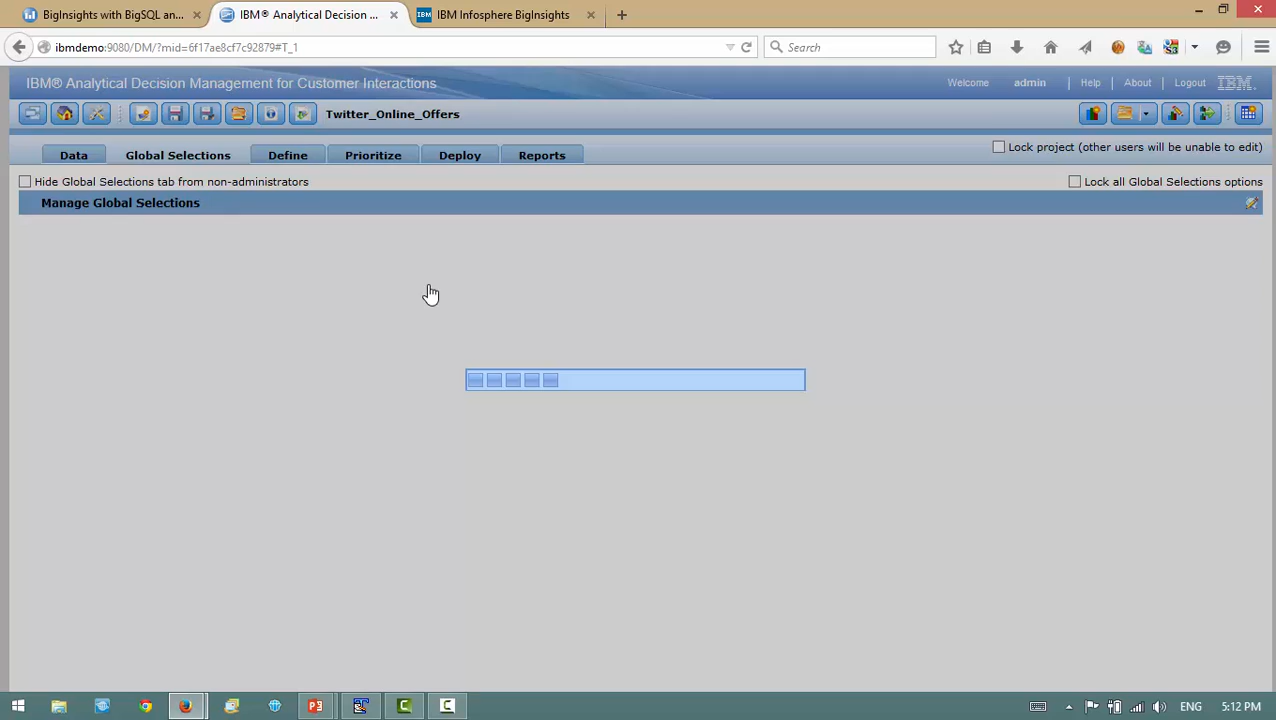 BigInsights with BigSQL an...
IBM® Analytical Decision ...
IBM Infosphere BigInsights
ibmdemo:9080/DM/?mid=6f17ae8cf7c92879#T_1
Search
IBM® Analytical Decision Management for Customer Interactions
Welcome admin Help About Logout IBM
Twitter_Online_Offers
Data Global Selections Define Prioritize Deploy Reports
Lock project (other users will be unable to edit)
Hide Global Selections tab from non-administrators
Lock all Global Selections options
Manage Global Selections
ENG 5:12 PM